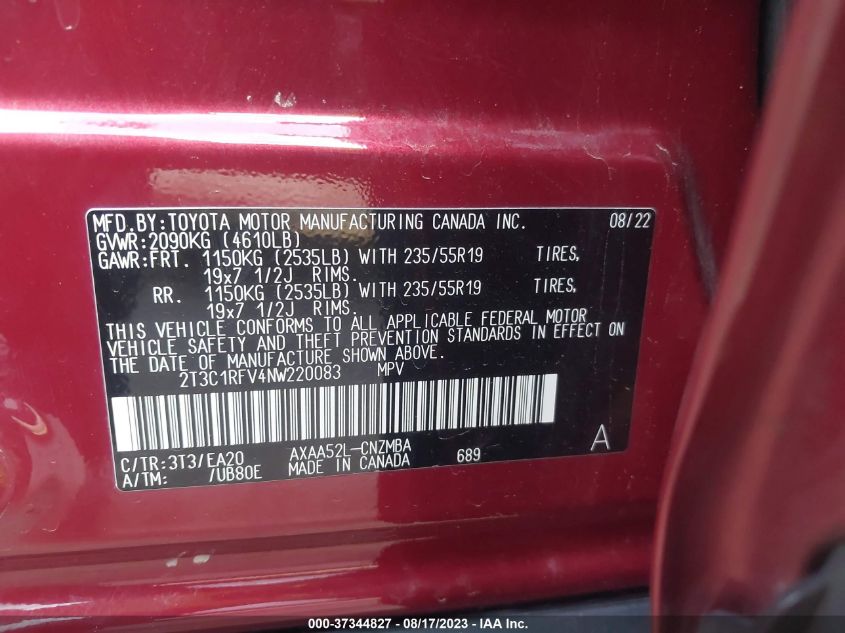 MFD.BY:TOYOTA MOTOR MANUFACTURING CANADA INC. 08/22
GVWR:2090KG (4610LB)
GAWR:FRT. 1150KG (2535LB) WITH 235/55R19 TIRES,
19x7 1/2J RIMS.
RR. 1150KG (2535LB) WITH 235/55R19 TIRES,
19x7 1/2J RIMS.
THIS VEHICLE CONFORMS TO ALL APPLICABLE FEDERAL MOTOR
VEHICLE SAFETY AND THEFT PREVENTION STANDARDS IN EFFECT ON
THE DATE OF MANUFACTURE SHOWN ABOVE.
2T3C1RFV4NW220083 MPV
C/TR:3T3/EA20 AXAA52L-CNZMBA A
A/TM: /UB80E MADE IN CANADA 689
000-37344827 - 08/17/2023 - IAA Inc.